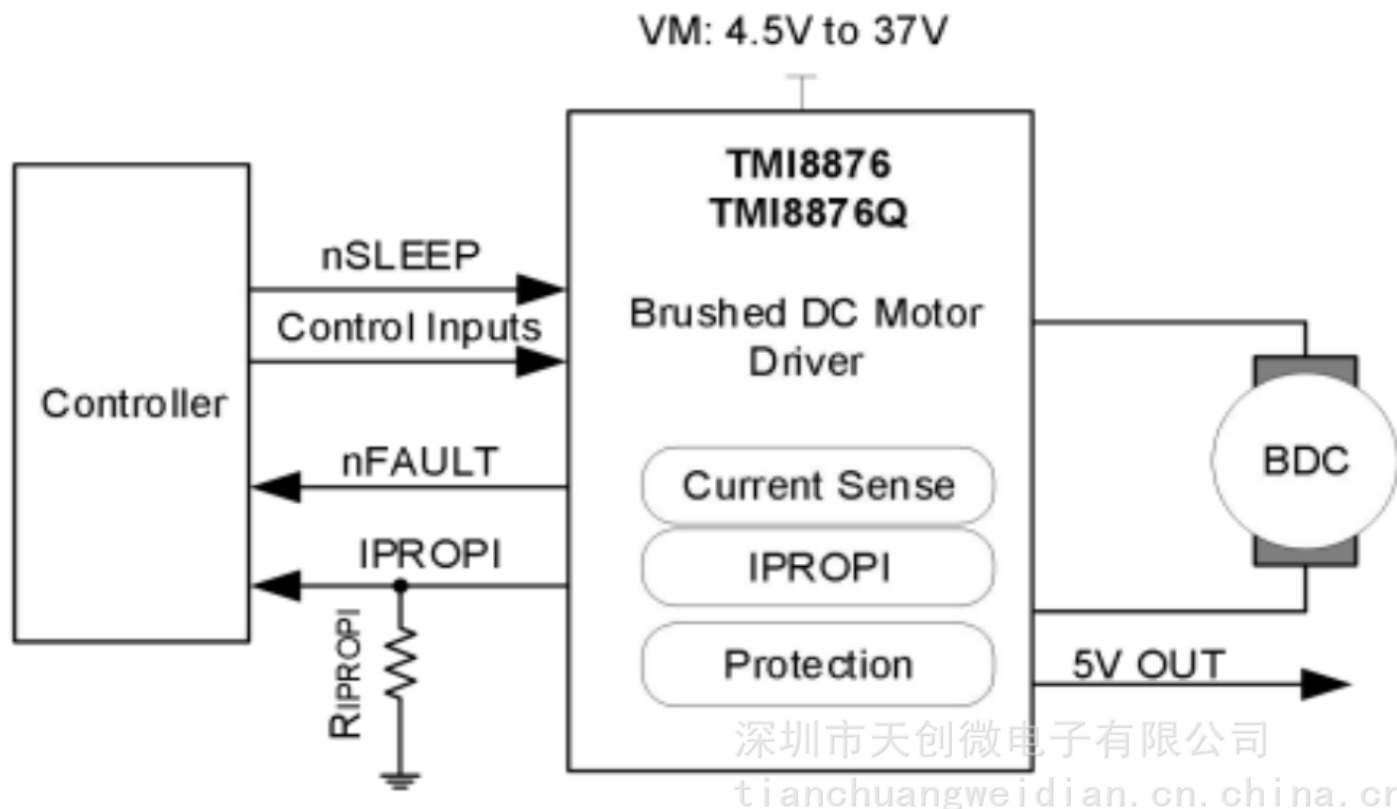 VM: 4.5V to 37V
TMI8876
TMI8876Q
nSLEEP
Control Inputs
Brushed DC Motor
Driver
Controller
nFAULT
Current Sense
BDC
IPROPI
IPROPI
RIPROPI
Protection
5V OUT
深圳市天创微电子有限公司
tianchuangweidian.cn.china.cn